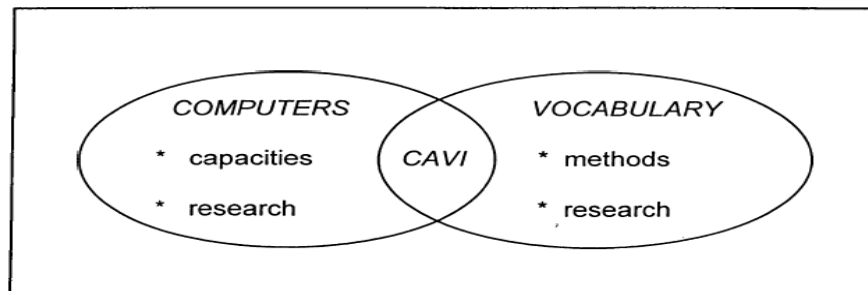 COMPUTERS VOCABULARY
* capacities CAVI * methods
* research * research